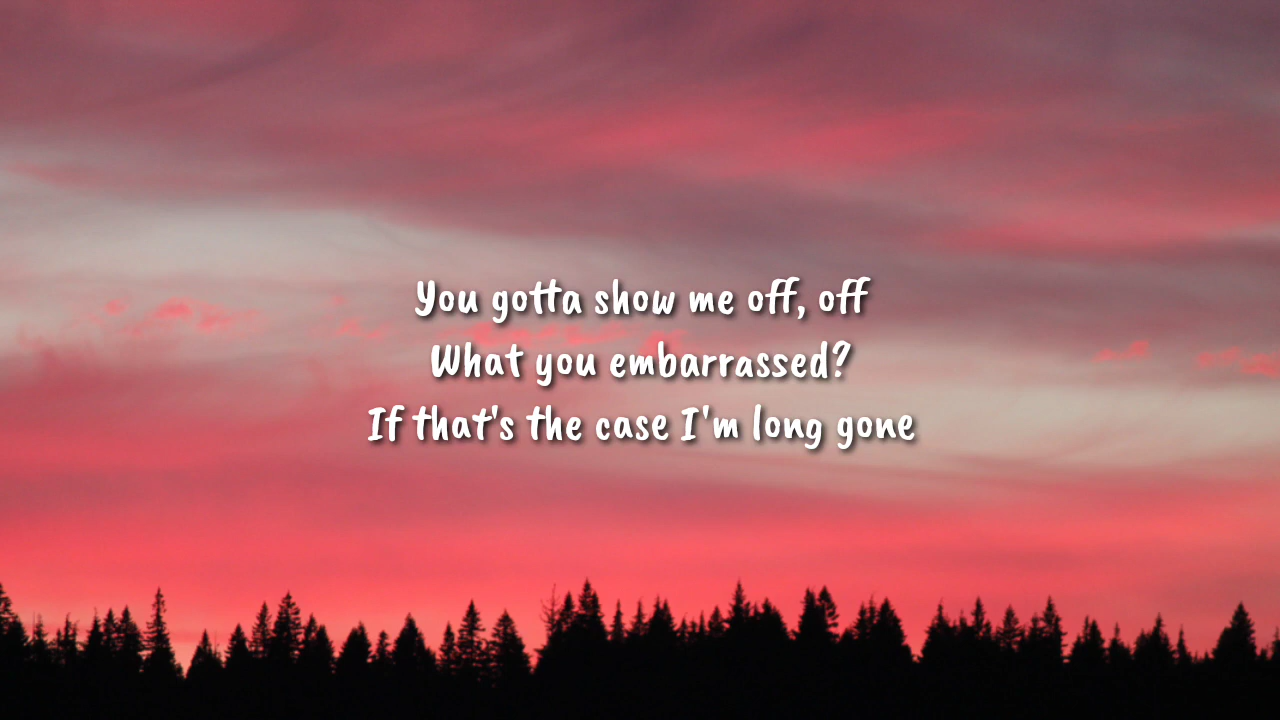 You gotta show me off, off
What you embarrassed?
If that's the case I'm long gone